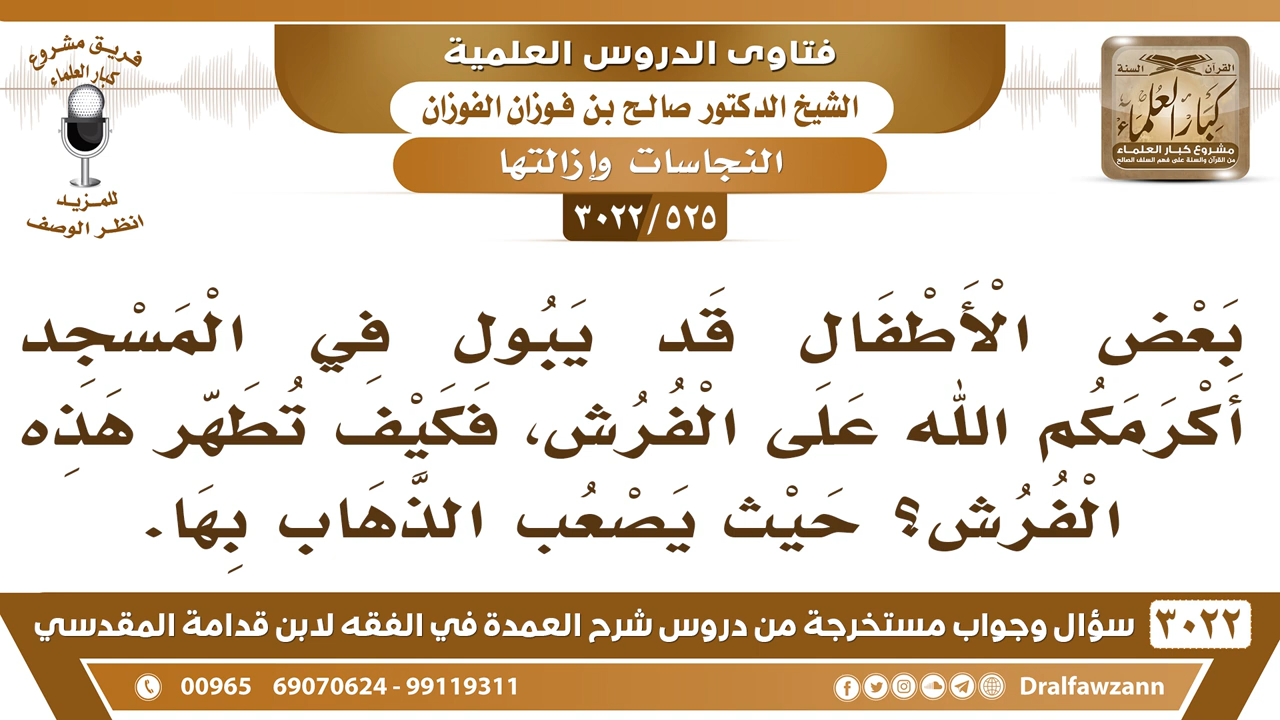 فتاوى الدروس العلمية
الشيخ الدكتور صالح بن فوزان الفوزان
النجاسات وإزالتها
٣٠٢٢/٥٢٥
فريق مشروع
كبار العلماء
للمزيد
انظر الوصف
القرآن السنة
كبار العلماء
مشروع كبار العلماء
من القرآن والسنة على فهم السلف الصالح
بَعْض الْأَطْفَال قَد يَبُول في الْمَسْجِد
أَكْرَمَكُم الله عَلَى الْفُرُش، فَكَيْفَ تُطَهّر هَذِه
الْفُرُش؟ حَيْث يَصْعُب الذَّهَاب بِهَا.
٣٠٢٢ سؤال وجواب مستخرجة من دروس شرح العمدة في الفقه لابن قدامة المقدسي
00965 69070624 - 99119311
Dralfawzann